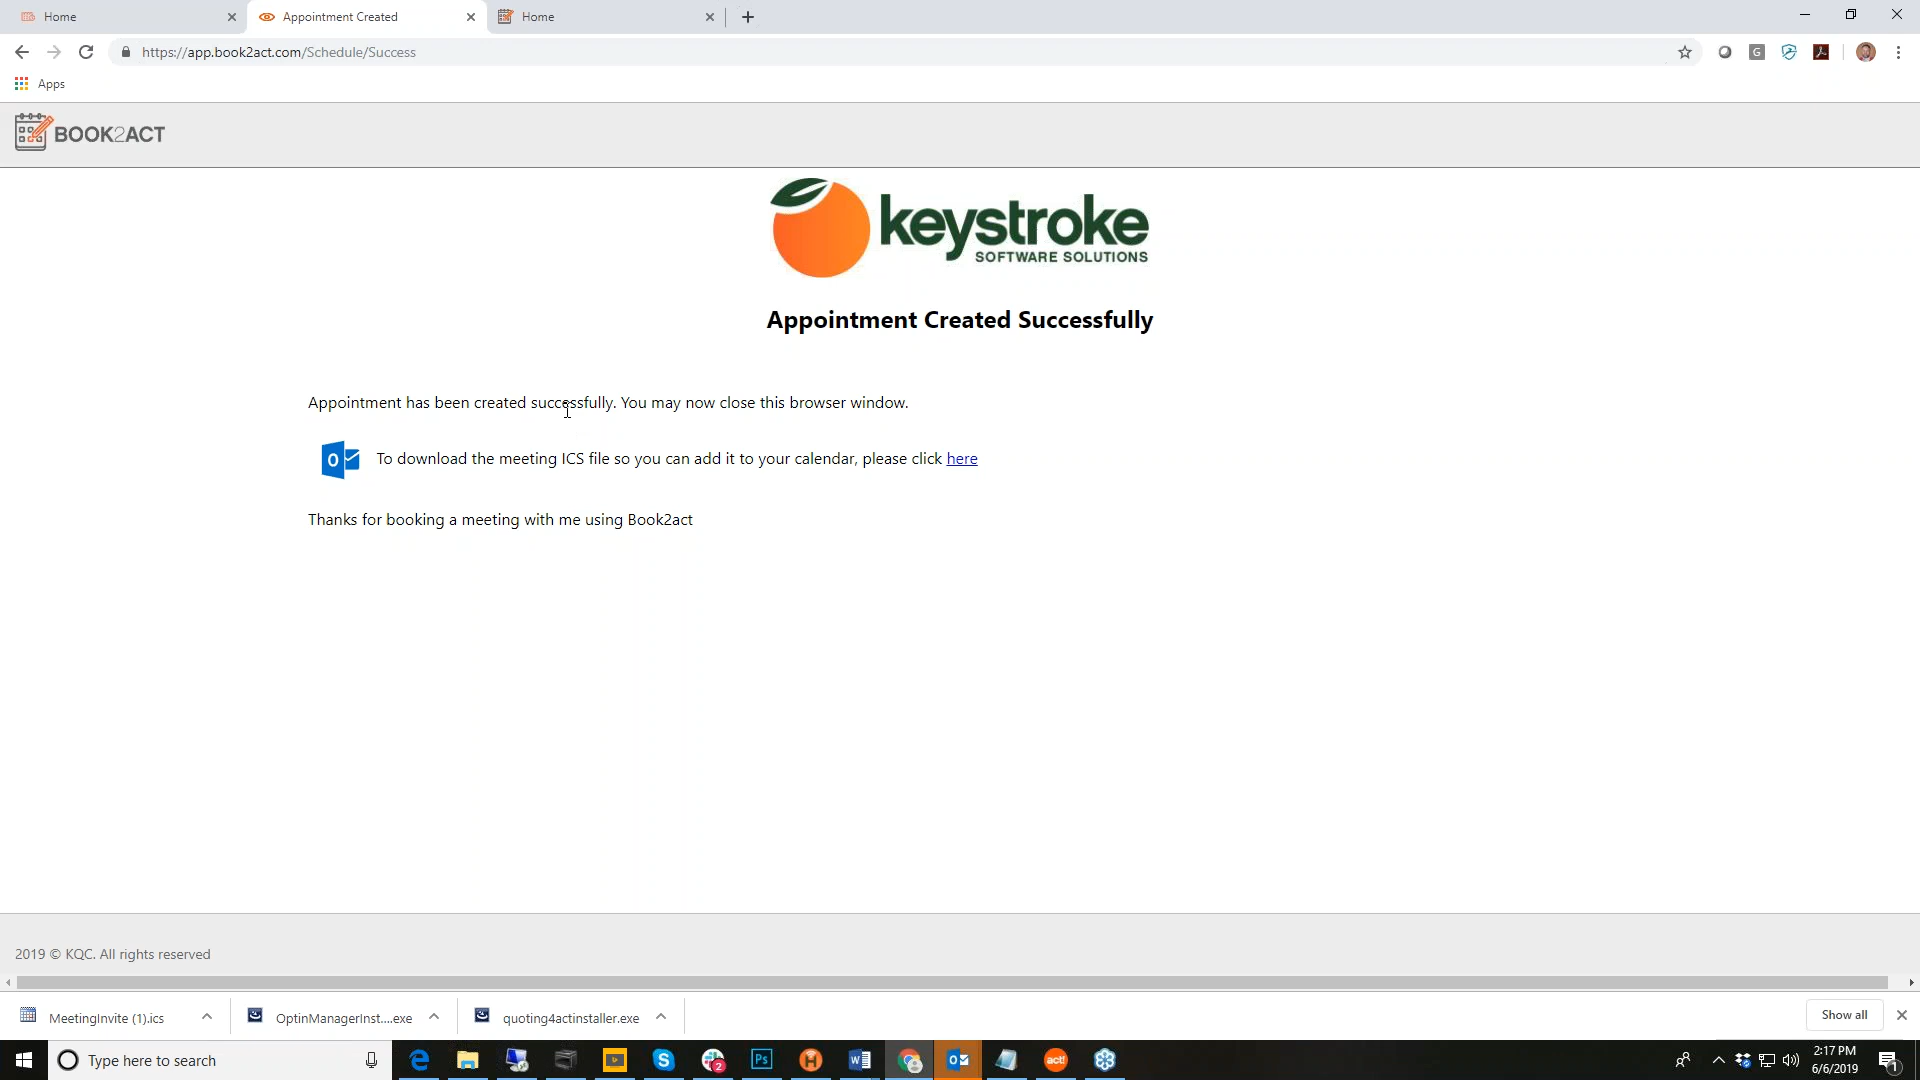 Home
Appointment Created
Home
https://app.book2act.com/Schedule/Success
G
Apps
BOOK2ACT
keystroke
SOFTWARE SOLUTIONS
Appointment Created Successfully
Appointment has been created successfully. You may now close this browser window.
To download the meeting ICS file so you can add it to your calendar, please click here
Thanks for booking a meeting with me using Book2act
2019 © KQC. All rights reserved
MeetingInvite (1).ics
OptinManagerInst....exe
quoting4actinstaller.exe
Show all
Type here to search
2
Ps
H
act!
2:17 PM
6/6/2019
1